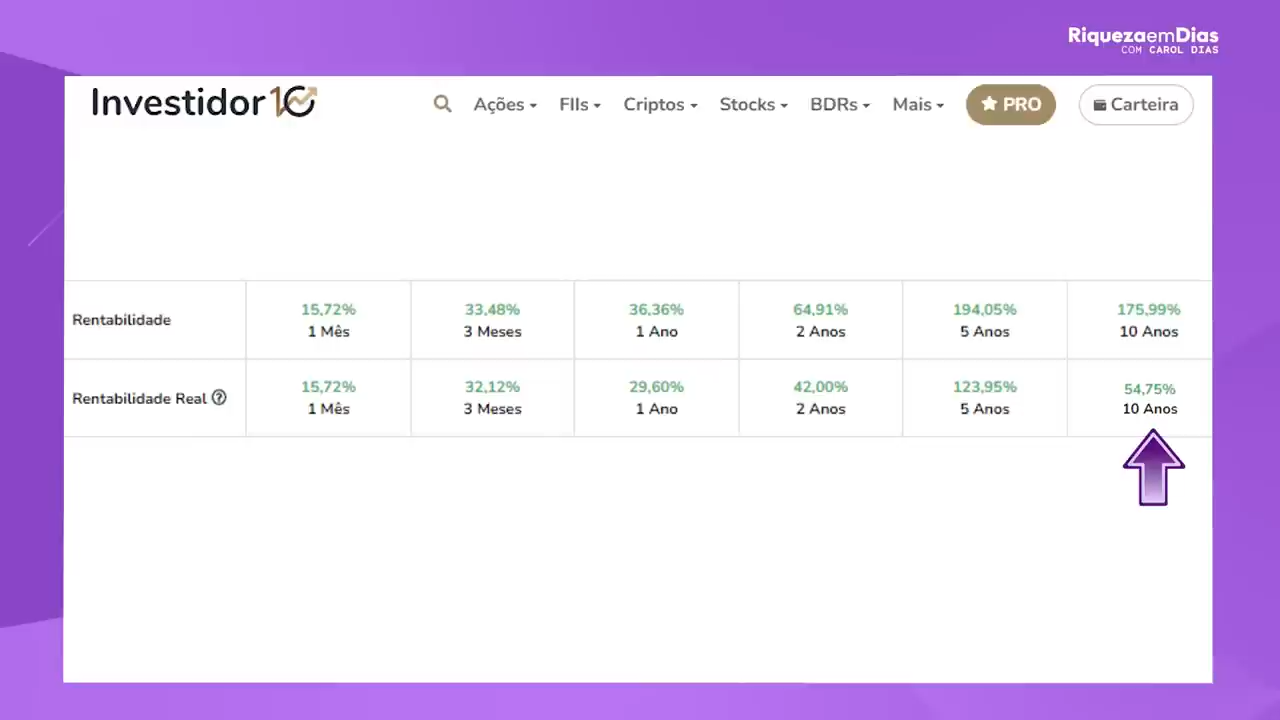 RiquezaemDias
COM CAROL DIAS
Investidor 10
Ações
FIIs
Criptos
Stocks
BDRs
Mais
PRO
Carteira
Rentabilidade
15,72%
1 Mês
33,48%
3 Meses
36,36%
1 Ano
64,91%
2 Anos
194,05%
5 Anos
175,99%
10 Anos
Rentabilidade Real ?
15,72%
1 Mês
32,12%
3 Meses
29,60%
1 Ano
42,00%
2 Anos
123,95%
5 Anos
54,75%
10 Anos